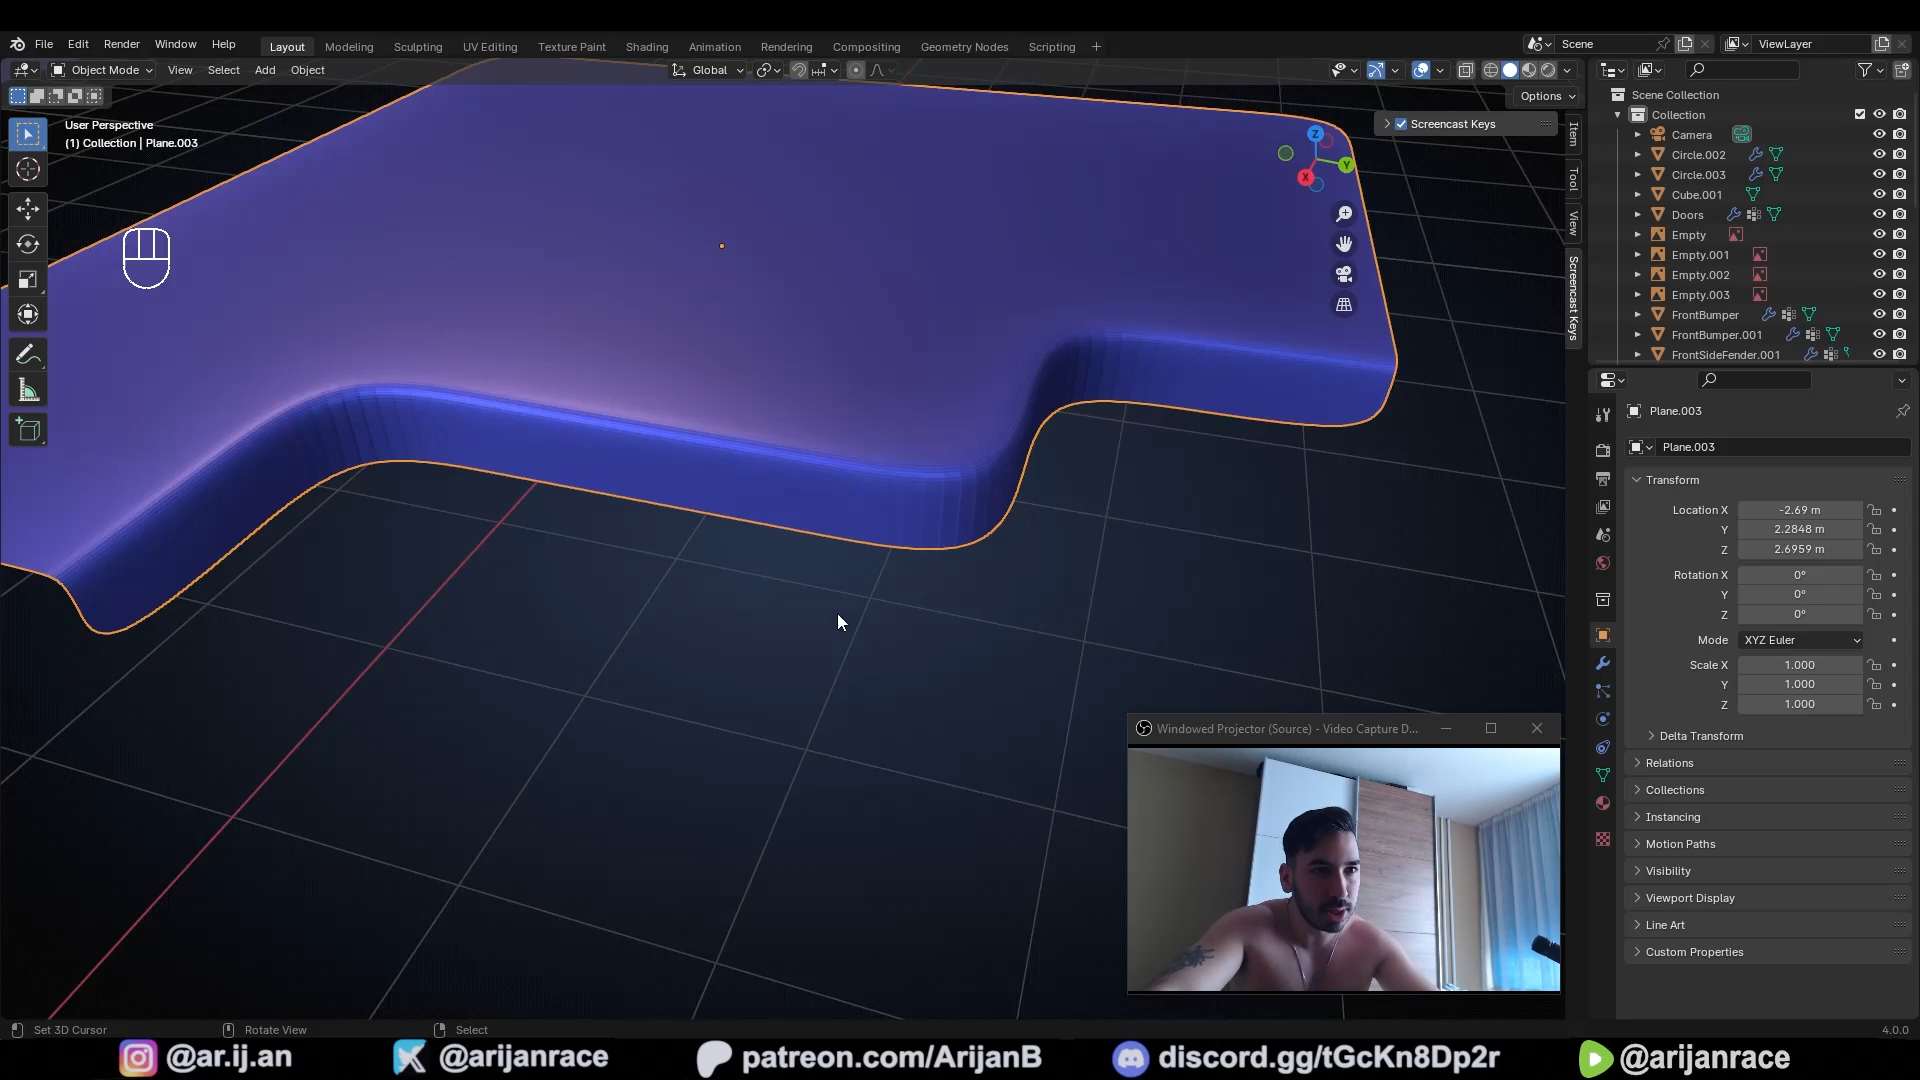 File Edit Render Window Help
Layout Modeling Sculpting UV Editing Texture Paint Shading Animation Rendering Compositing Geometry Nodes Scripting +
Scene
ViewLayer
Object Mode View Select Add Object
Global
Options
User Perspective
(1) Collection | Plane.003
Screencast Keys
Z
Y
X
Item
Tool
View
Screencast Keys
Scene Collection
Collection
Camera
Circle.002
Circle.003
Cube.001
Doors
Empty
Empty.001
Empty.002
Empty.003
FrontBumper
FrontBumper.001
FrontSideFender.001
Plane.003
Plane.003
Transform
Location X -2.69 m
Y 2.2848 m
Z 2.6959 m
Rotation X 0°
Y 0°
Z 0°
Mode XYZ Euler
Scale X 1.000
Y 1.000
Z 1.000
Delta Transform
Relations
Collections
Instancing
Motion Paths
Visibility
Viewport Display
Line Art
Custom Properties
Windowed Projector (Source) - Video Capture D...
Set 3D Cursor Rotate View Select 4.0.0
@ar.ij.an @arijanrace patreon.com/ArijanB discord.gg/tGcKn8Dp2r @arijanrace